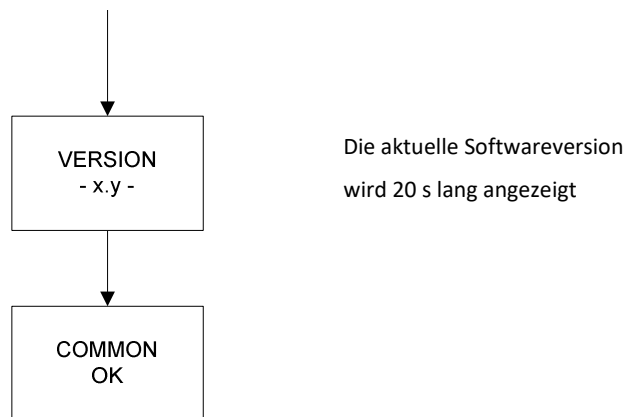 VERSION
- x.y -
Die aktuelle Softwareversion
wird 20 s lang angezeigt
COMMON
OK